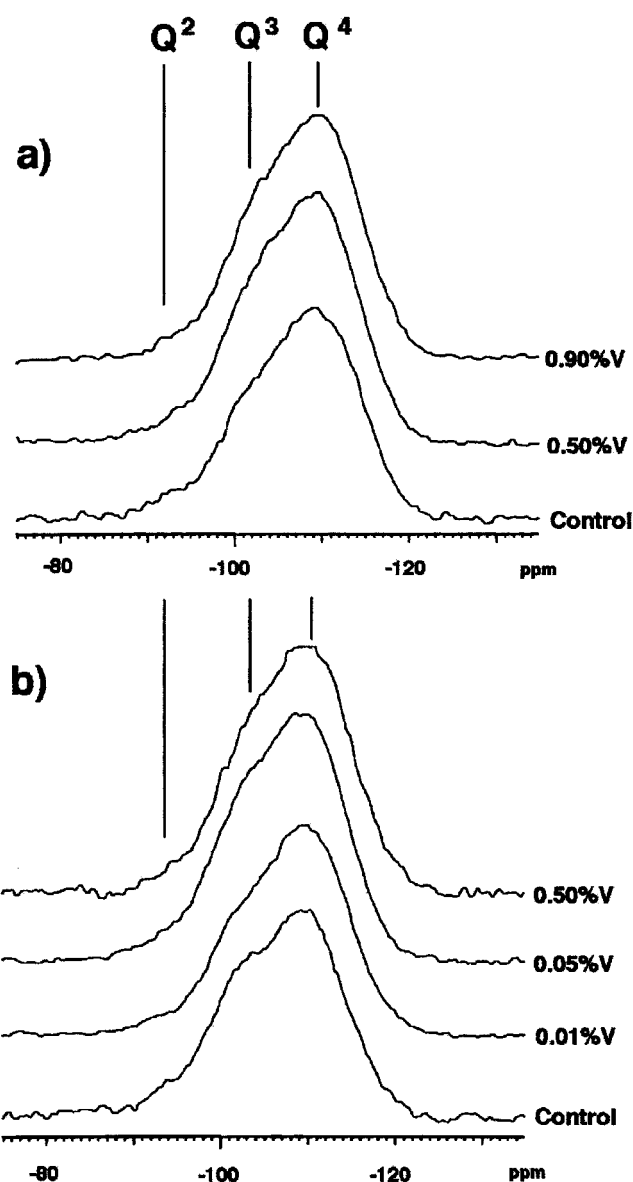 Q² Q³ Q⁴
a)
0.90%V
0.50%V
Control
-80 -100 -120 ppm
b)
0.50%V
0.05%V
0.01%V
Control
-80 -100 -120 ppm